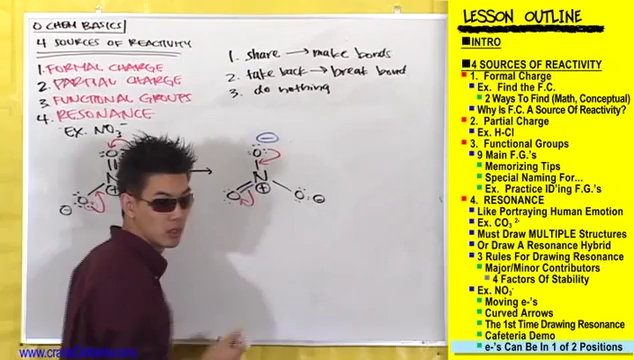 O CHEM BASICS
4 SOURCES OF REACTIVITY
1. FORMAL CHARGE
2. PARTIAL CHARGE
3. FUNCTIONAL GROUPS
4. RESONANCE
EX. NO3-
1. share → make bonds
2. take back → break bond
3. do nothing
O
N
O
O
N
O
O
LESSON OUTLINE
INTRO
4 SOURCES OF REACTIVITY
1. Formal Charge
Ex. Find the F.C.
2 Ways To Find (Math, Conceptual)
Why Is F.C. A Source Of Reactivity?
2. Partial Charge
Ex. H-Cl
3. Functional Groups
9 Main F.G.'s
Memorizing Tips
Special Naming For...
Ex. Practice ID'ing F.G.'s
4. RESONANCE
Like Portraying Human Emotion
Ex. CO3 2-
Must Draw MULTIPLE Structures
Or Draw A Resonance Hybrid
3 Rules For Drawing Resonance
Major/Minor Contributors
4 Factors Of Stability
Ex. NO3-
Moving e-'s
Curved Arrows
The 1st Time Drawing Resonance
Cafeteria Demo
e-'s Can Be In 1 of 2 Positions